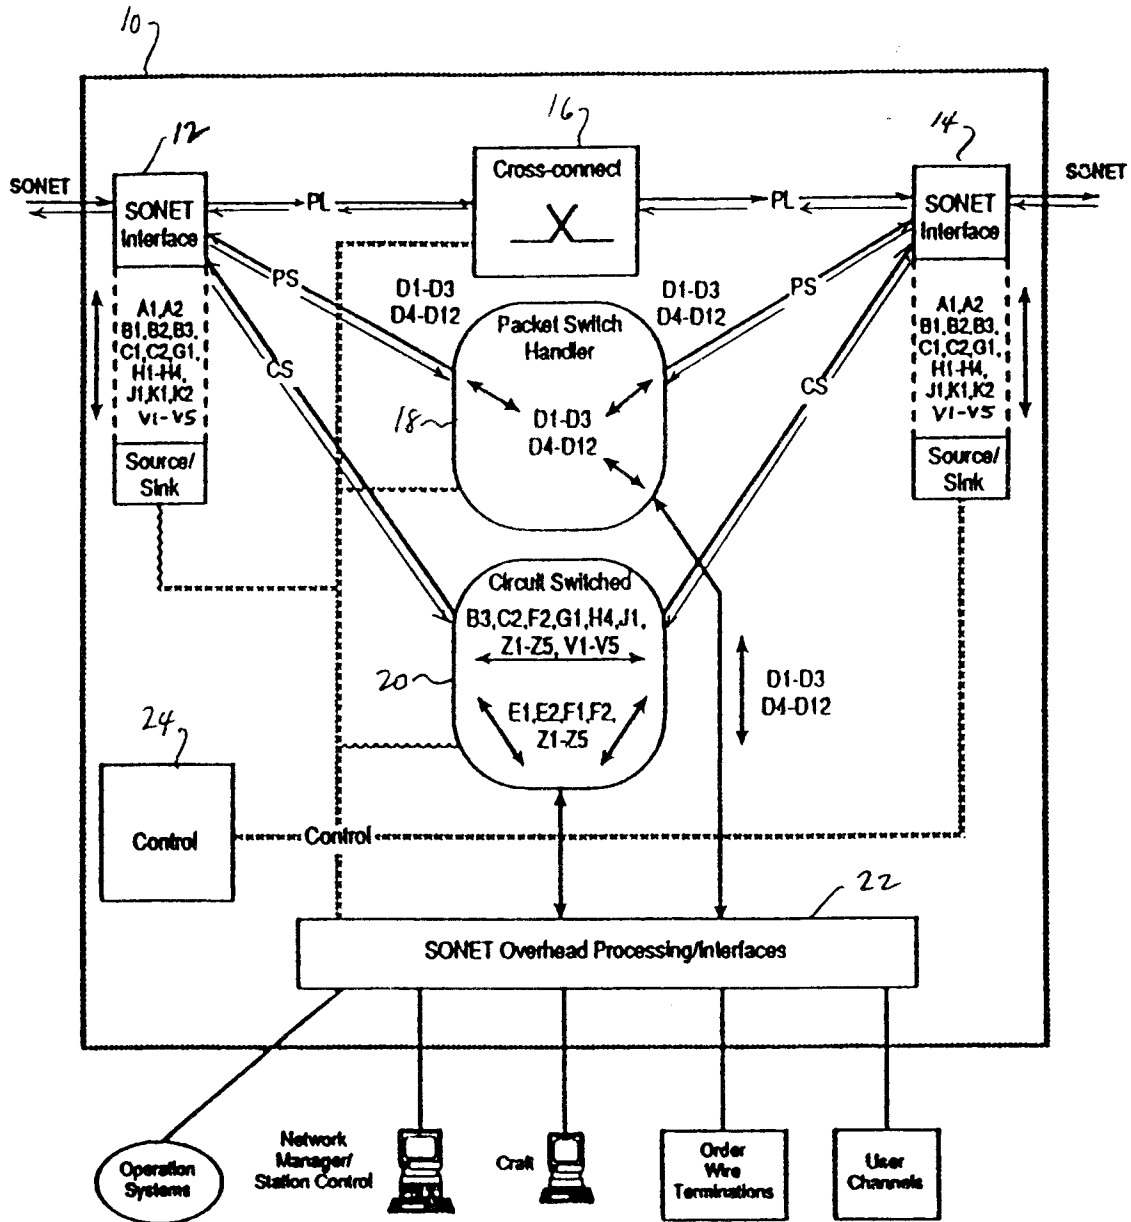 10
16
12
14
SONET
SONET
Interface
PL
Cross-connect
PL
SONET
Interface
SONET
PS
D1-D3
D4-D12
D1-D3
D4-D12
PS
A1,A2
B1,B2,B3,
C1,C2,G1,
H1-H4,
J1,K1,K2
V1-V5
Source/
Sink
CS
Packet Switch
Handler
D1-D3
D4-D12
18
CS
A1,A2
B1,B2,B3,
C1,C2,G1,
H1-H4,
J1,K1,K2
V1-V5
Source/
Sink
Circuit Switched
B3,C2,F2,G1,H4,J1,
Z1-Z5, V1-V5
20
E1,E2,F1,F2,
Z1-Z5
D1-D3
D4-D12
24
Control
Control
22
SONET Overhead Processing/Interfaces
Operation
Systems
Network
Manager/
Station Control
Craft
Order
Wire
Terminations
User
Channels